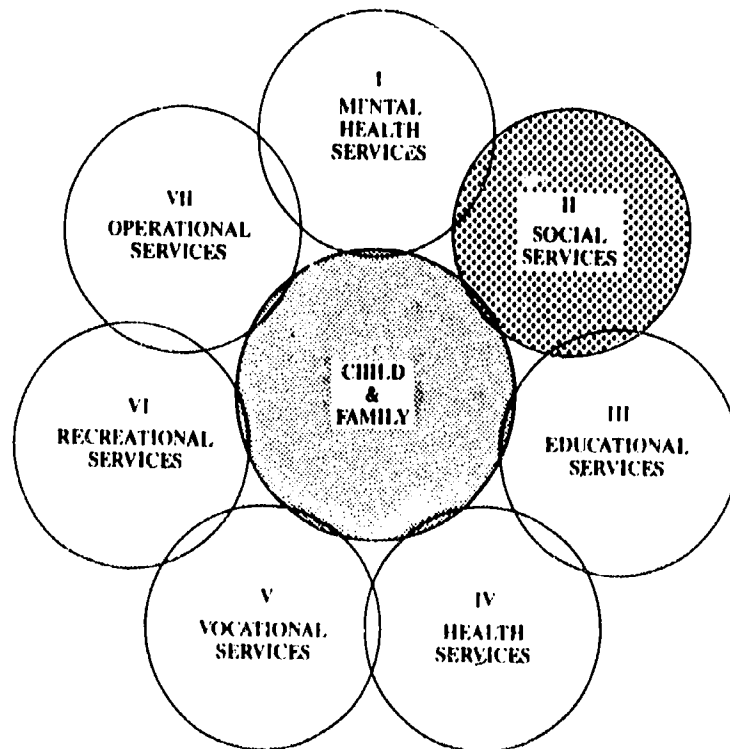 I
MENTAL
HEALTH
SERVICES
II
SOCIAL
SERVICES
III
EDUCATIONAL
SERVICES
IV
HEALTH
SERVICES
V
VOCATIONAL
SERVICES
VI
RECREATIONAL
SERVICES
VII
OPERATIONAL
SERVICES
CHILD
&
FAMILY